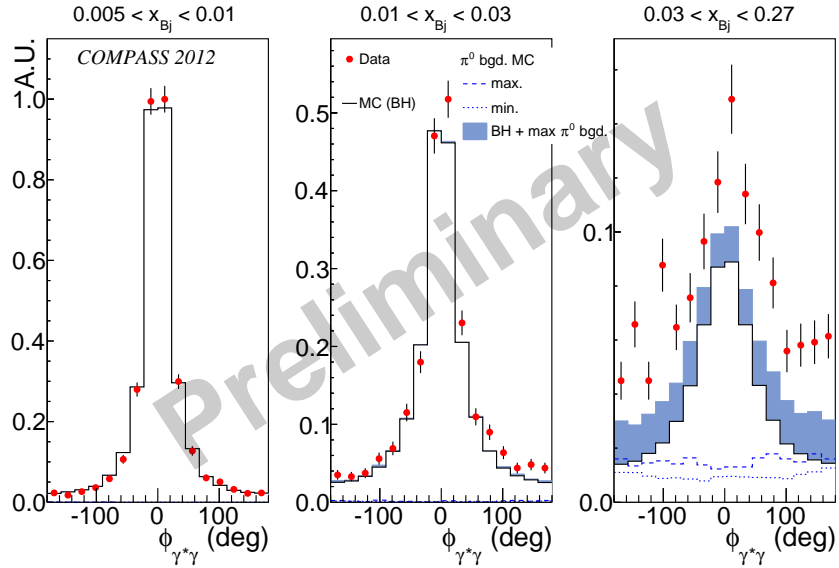 0.005 < x_Bj < 0.01
0.01 < x_Bj < 0.03
0.03 < x_Bj < 0.27
A.U.
COMPASS 2012
1.0
0.8
0.6
0.4
0.2
0.0
-100 0 100
ϕ_γ*γ (deg)
Data
MC (BH)
π⁰ bgd. MC
max.
min.
BH + max π⁰ bgd.
0.5
0.4
0.3
0.2
0.1
0.0
-100 0 100
ϕ_γ*γ (deg)
0.1
0.0
-100 0 100
ϕ_γ*γ (deg)
Preliminary